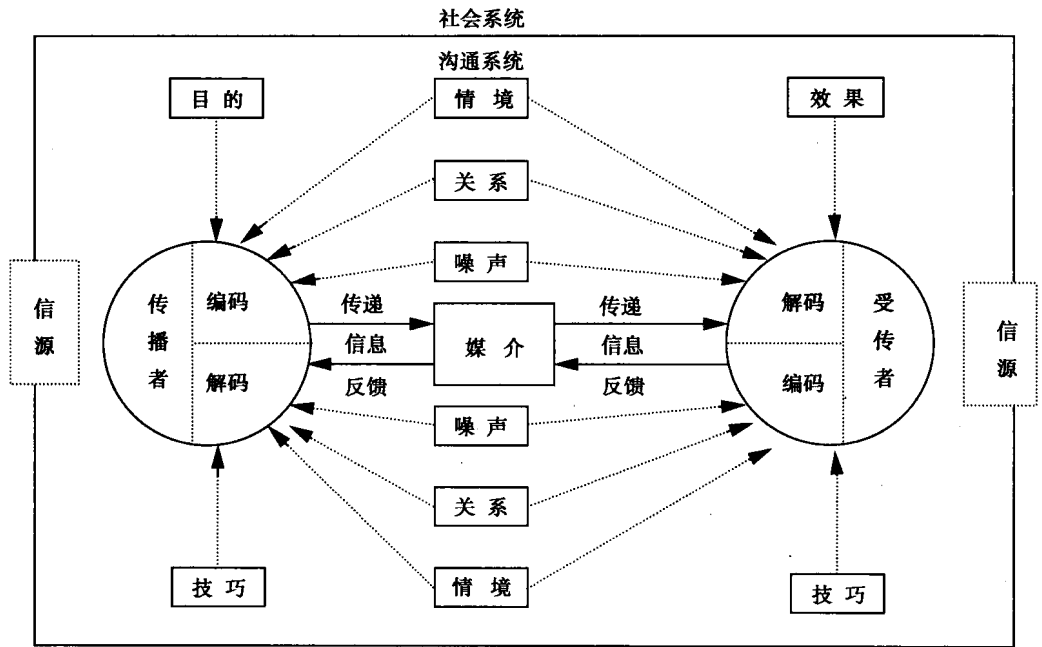 社会系统
沟通系统
目的
情境
效果
关系
噪声
信源
传播者
编码
解码
传递
信息
反馈
媒介
传递
信息
反馈
解码
编码
受传者
信源
噪声
关系
情境
技巧
技巧